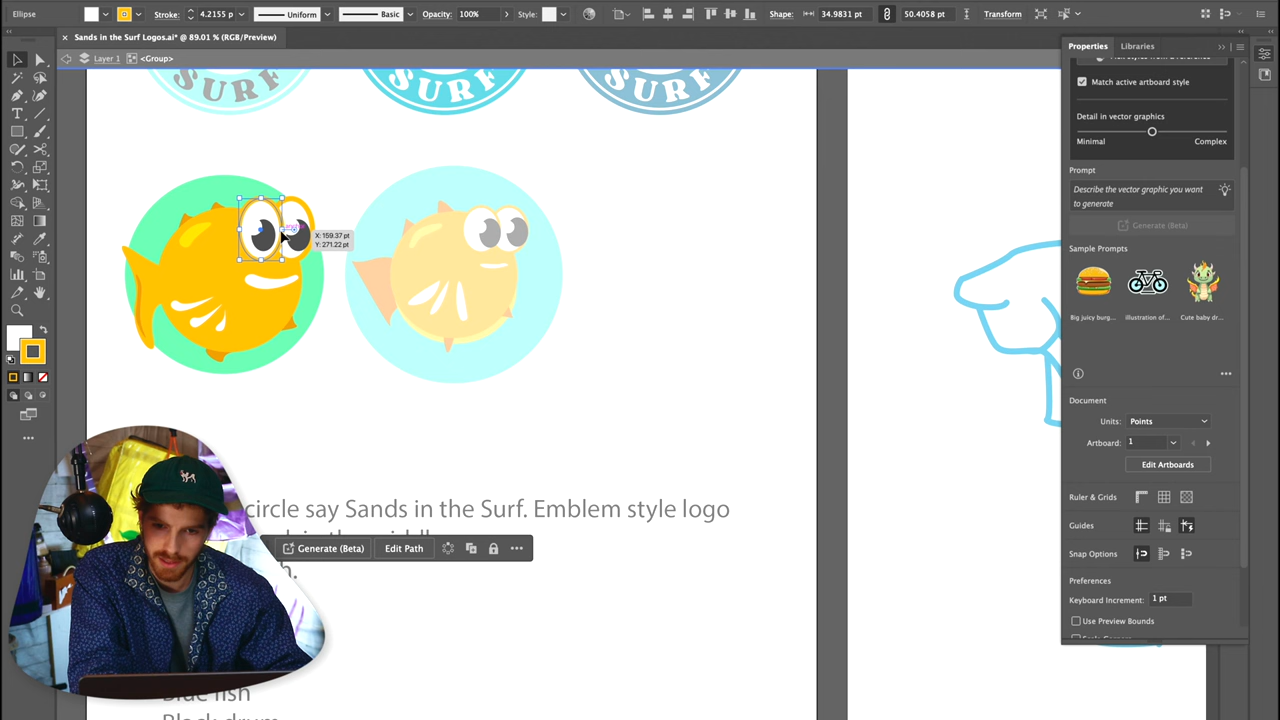 Ellipse
Stroke: 4.2155 p
Uniform
Basic
Opacity: 100%
Style:
Shape: 34.9831 pt
50.4058 pt
Transform
Sands in the Surf Logos.ai* @ 89.01 % (RGB/Preview)
Layer 1
<Group>
SURF
SURF
SURF
X: 159.37 pt
Y: 271.22 pt
circle say Sands in the Surf. Emblem style logo
Generate (Beta)
Edit Path
h.
Blue fish
Black drum
Properties
Libraries
Match active artboard style
Detail in vector graphics
Minimal
Complex
Prompt
Describe the vector graphic you want
to generate
Generate (Beta)
Sample Prompts
Big juicy burg...
illustration of...
Cute baby dr...
Document
Units: Points
Artboard: 1
Edit Artboards
Ruler & Grids
Guides
Snap Options
Preferences
Keyboard Increment: 1 pt
Use Preview Bounds